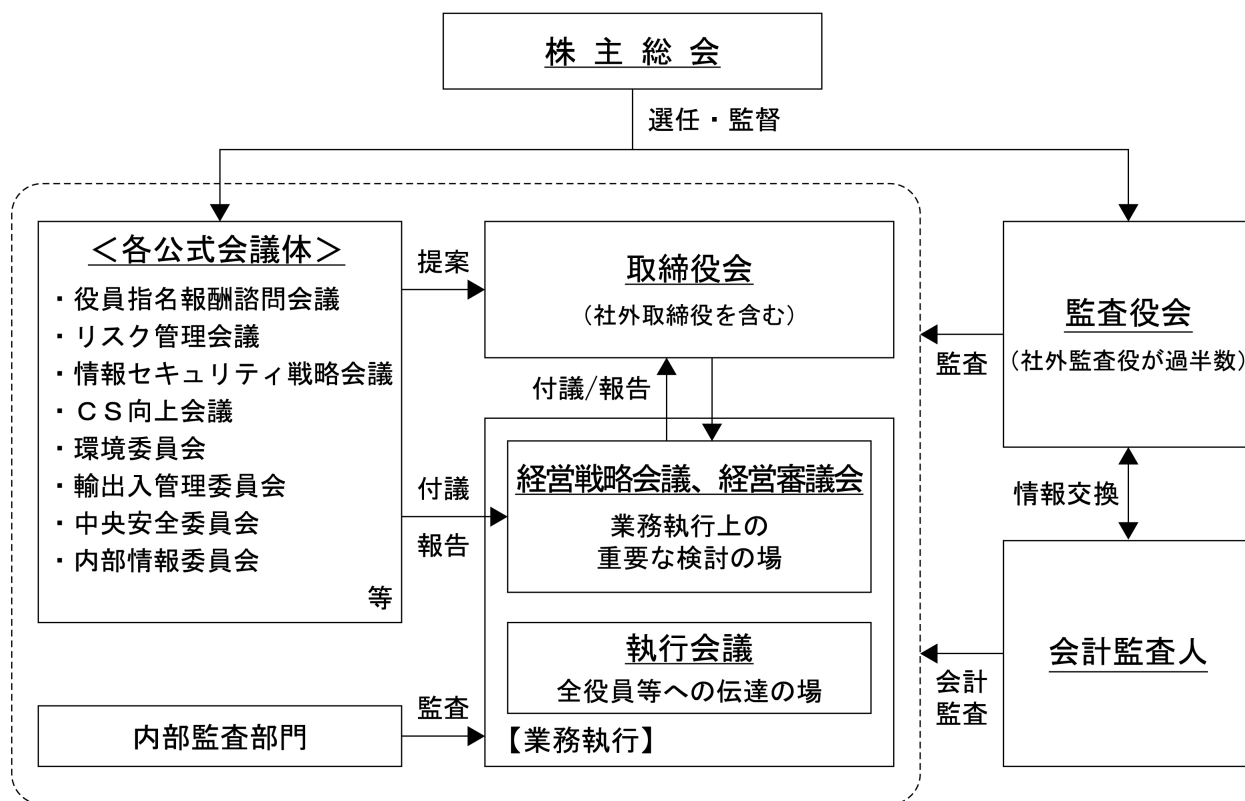 株主総会
選任・監督
＜各公式会議体＞
・役員指名報酬諮問会議
・リスク管理会議
・情報セキュリティ戦略会議
・ＣＳ向上会議
・環境委員会
・輸出入管理委員会
・中央安全委員会
・内部情報委員会
等
提案
取締役会
（社外取締役を含む）
監査
監査役会
（社外監査役が過半数）
付議/報告
付議
報告
経営戦略会議、経営審議会
業務執行上の
重要な検討の場
情報交換
執行会議
全役員等への伝達の場
【業務執行】
会計
監査
会計監査人
内部監査部門
監査